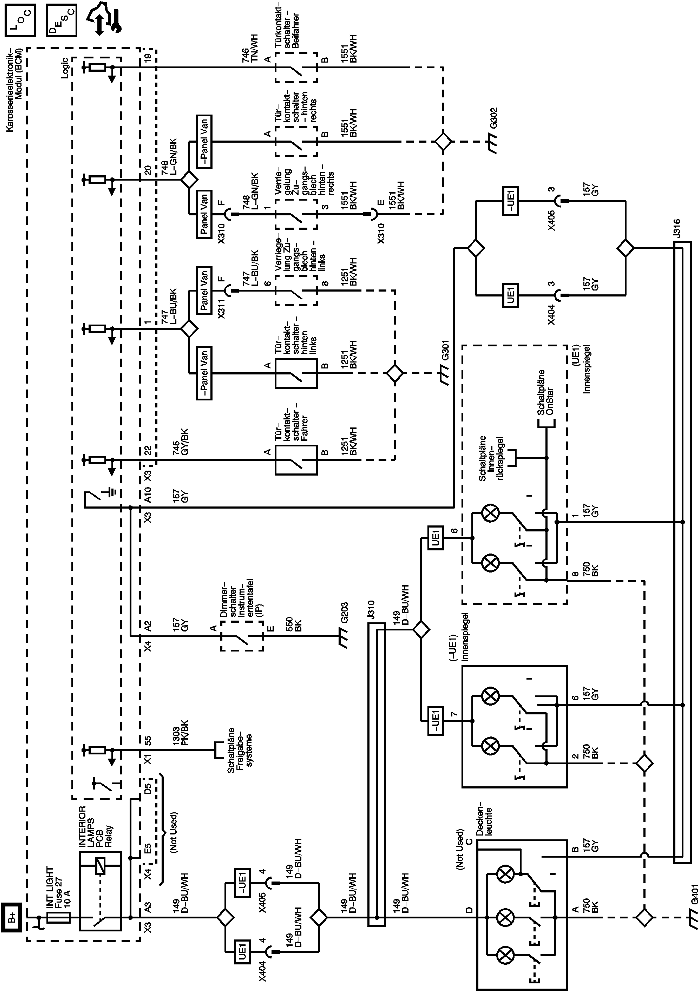 LOC
DESC
Karosserieelektronik-
Modul (BCM)
Logic
19
746
TN/WH
A
Türkontakt-
schalter -
Beifahrer
B
1551
BK/WH
20
748
L-GN/BK
-Panel Van
A
Tür-
kontakt-
schalter
- hinten
rechts
B
1551
BK/WH
G302
Panel Van
F
X310
748
L-GN/BK
1
Verrie-
gelung
Zu-
gangs-
blech
hinten -
rechts
3
1551
BK/WH
E
X310
1551
BK/WH
1
747
L-BU/BK
Panel Van
F
X311
747
L-BU/BK
6
Verriege-
lung Zu-
gangs-
blech
hinten -
links
8
1251
BK/WH
-Panel Van
A
Tür-
kontakt-
schalter
hinten
links
B
1251
BK/WH
G301
22
X3
745
GY/BK
A
Tür-
kontakt-
schalter -
Fahrer
B
1251
BK/WH
A10
X3
157
GY
-UE1
3
X405
157
GY
UE1
3
X404
157
GY
J316
A2
X4
157
GY
A
Dimmer-
schalter
Instrum-
ententafel
(IP)
E
550
BK
G203
55
X1
1303
PK/BK
Schaltpläne
Freigabe-
systeme
D5
E5
X4
(Not Used)
INTERIOR
LAMPS
PCB
Relay
B+
INT LIGHT
Fuse 27
10 A
A3
X3
149
D-BU/WH
-UE1
4
X405
149
D-BU/WH
UE1
4
X404
149
D-BU/WH
149
D-BU/WH
J310
149
D-BU/WH
149
D-BU/WH
UE1
6
(UE1)
Innenspiegel
Schaltpläne
OnStar
Schaltpläne
Innen-
rückspiegel
1
157
GY
8
750
BK
-UE1
7
(-UE1)
Innenspiegel
6
157
GY
2
750
BK
Decken-
leuchte
(Not Used)
C
D
B
157
GY
A
750
BK
G401